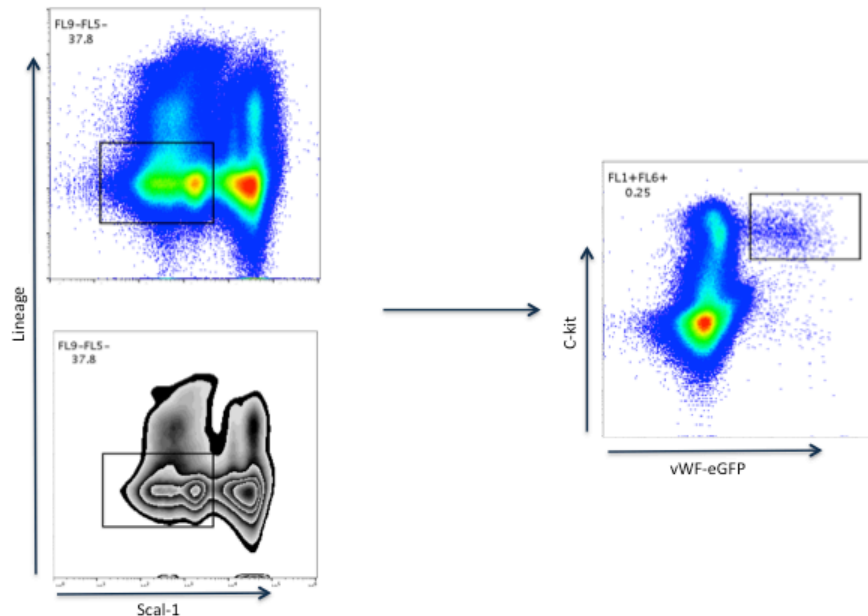 FL9-FL5-
37.8
FL1+FL6+
0.25
Lineage
C-kit
vWF-eGFP
FL9-FL5-
37.8
Scal-1